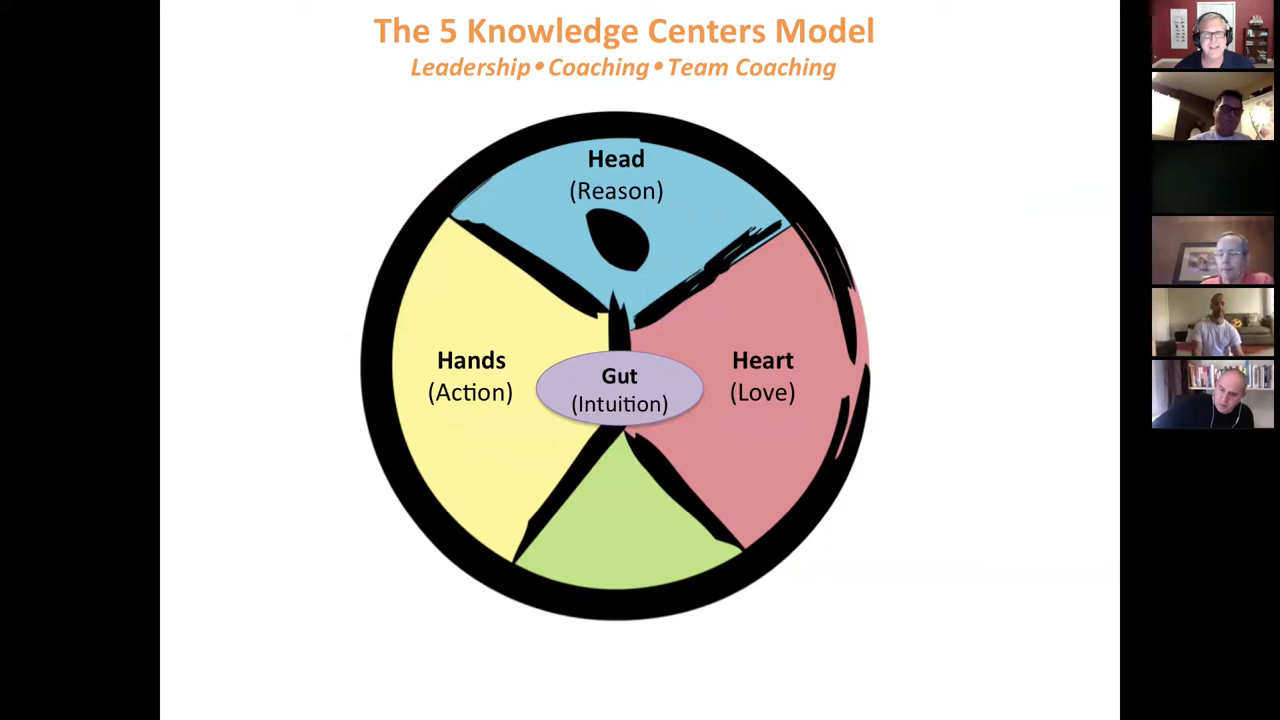 The 5 Knowledge Centers Model
Leadership • Coaching • Team Coaching
Head
(Reason)
Hands
(Action)
Gut
(Intuition)
Heart
(Love)